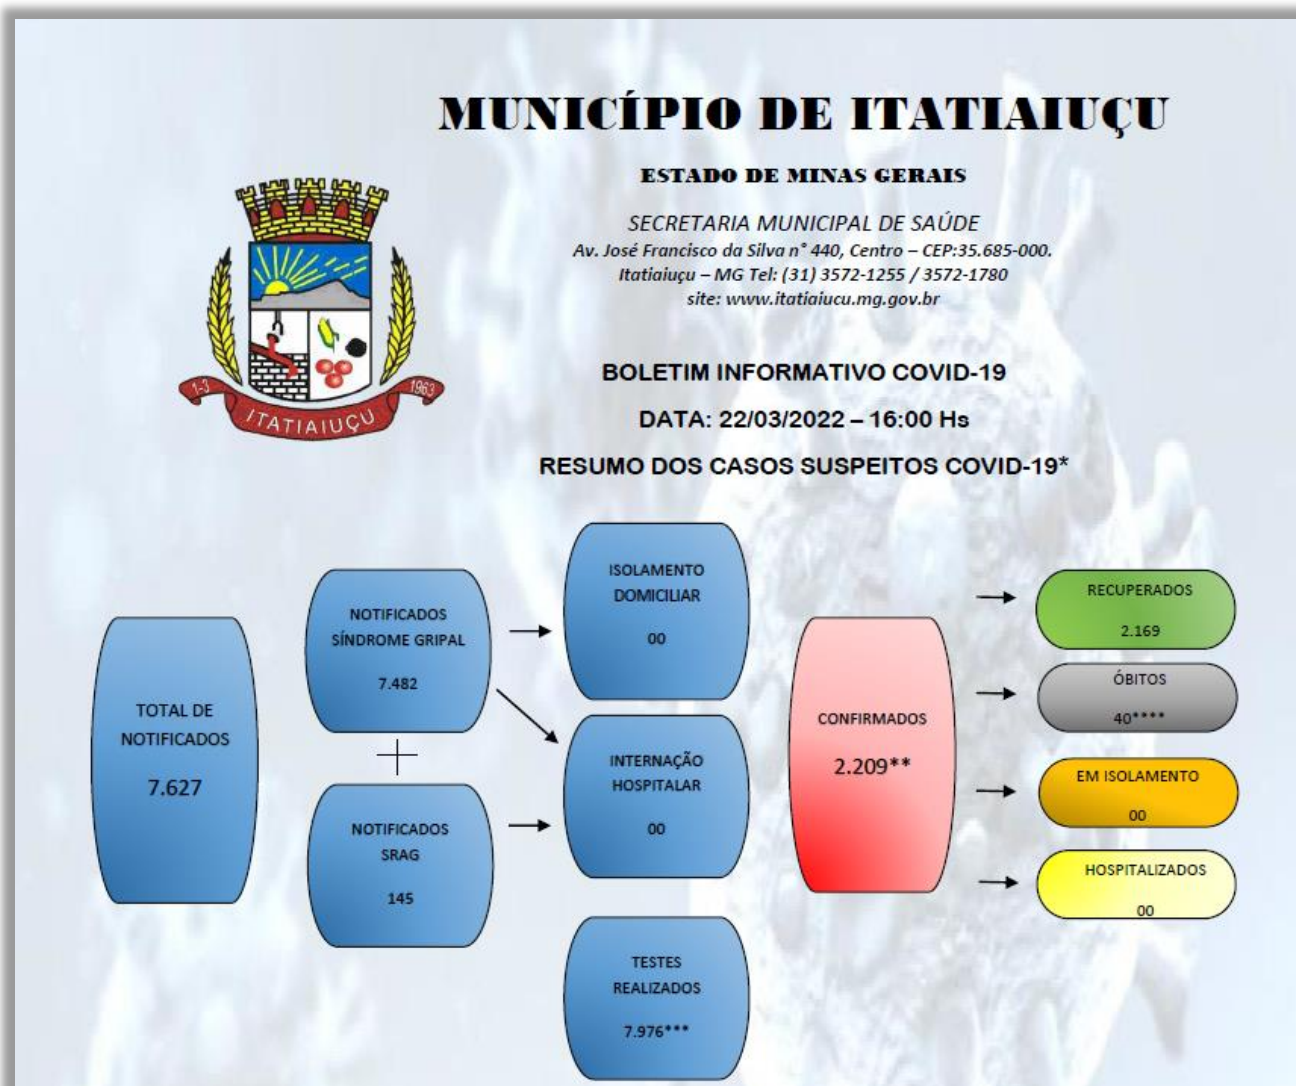 MUNICÍPIO DE ITATIAIUÇU
ESTADO DE MINAS GERAIS
SECRETARIA MUNICIPAL DE SAÚDE
Av. José Francisco da Silva n° 440, Centro – CEP:35.685-000.
Itatiaiuçu – MG Tel: (31) 3572-1255 / 3572-1780
site: www.itatiaiucu.mg.gov.br
1-3
1963
ITATIAIUÇU
BOLETIM INFORMATIVO COVID-19
DATA: 22/03/2022 – 16:00 Hs
RESUMO DOS CASOS SUSPEITOS COVID-19*
TOTAL DE
NOTIFICADOS
7.627
NOTIFICADOS
SÍNDROME GRIPAL
7.482
NOTIFICADOS
SRAG
145
ISOLAMENTO
DOMICILIAR
00
INTERNAÇÃO
HOSPITALAR
00
TESTES
REALIZADOS
7.976***
CONFIRMADOS
2.209**
RECUPERADOS
2.169
ÓBITOS
40****
EM ISOLAMENTO
00
HOSPITALIZADOS
00